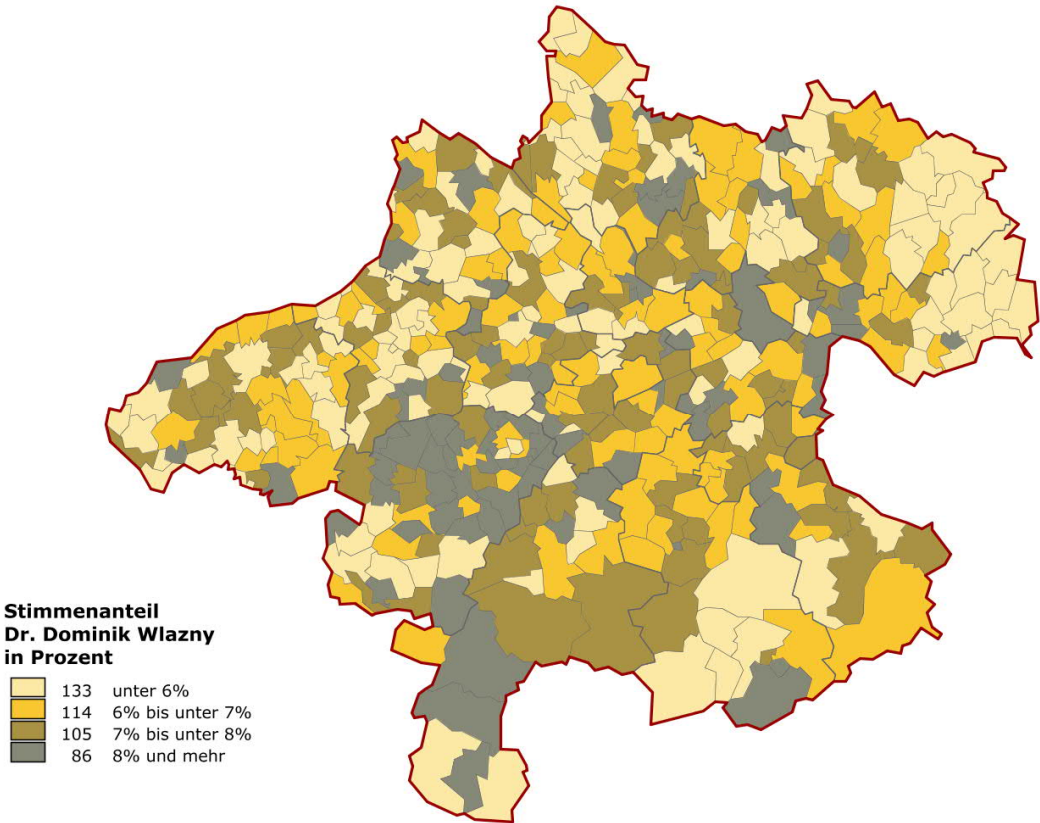 Stimmenanteil
Dr. Dominik Wlazny
in Prozent
133 unter 6%
114 6% bis unter 7%
105 7% bis unter 8%
86 8% und mehr